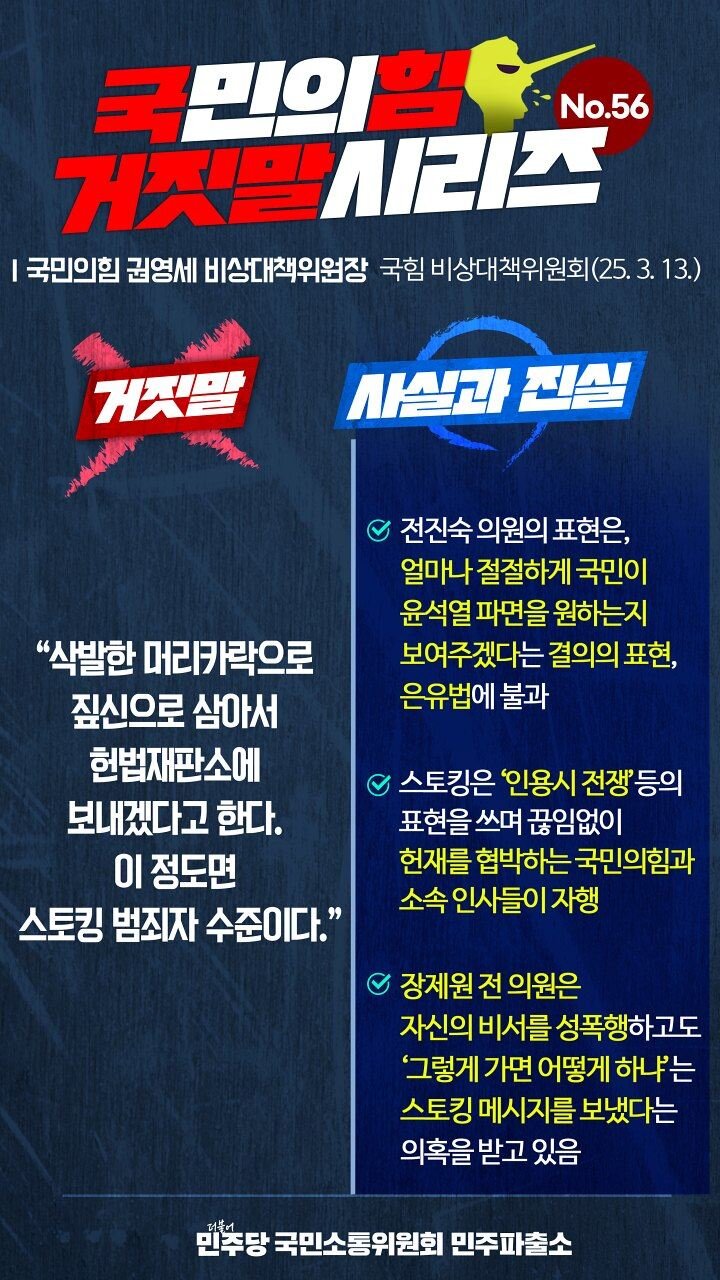 국민의힘
No.56
거짓말시리즈
| 국민의힘 권영세 비상대책위원장 국힘 비상대책위원회(25. 3. 13.)
거짓말
“삭발한 머리카락으로
짚신으로 삼아서
헌법재판소에
보내겠다고 한다.
이 정도면
스토킹 범죄자 수준이다.”
사실과 진실
전진숙 의원의 표현은,
얼마나 절절하게 국민이
윤석열 파면을 원하는지
보여주겠다는 결의의 표현,
은유법에 불과
스토킹은 ‘인용시 전쟁’등의
표현을 쓰며 끊임없이
헌재를 협박하는 국민의힘과
소속 인사들이 자행
장제원 전 의원은
자신의 비서를 성폭행하고도
‘그렇게 가면 어떻게 하냐’는
스토킹 메시지를 보냈다는
의혹을 받고 있음
더불어
민주당 국민소통위원회 민주파출소